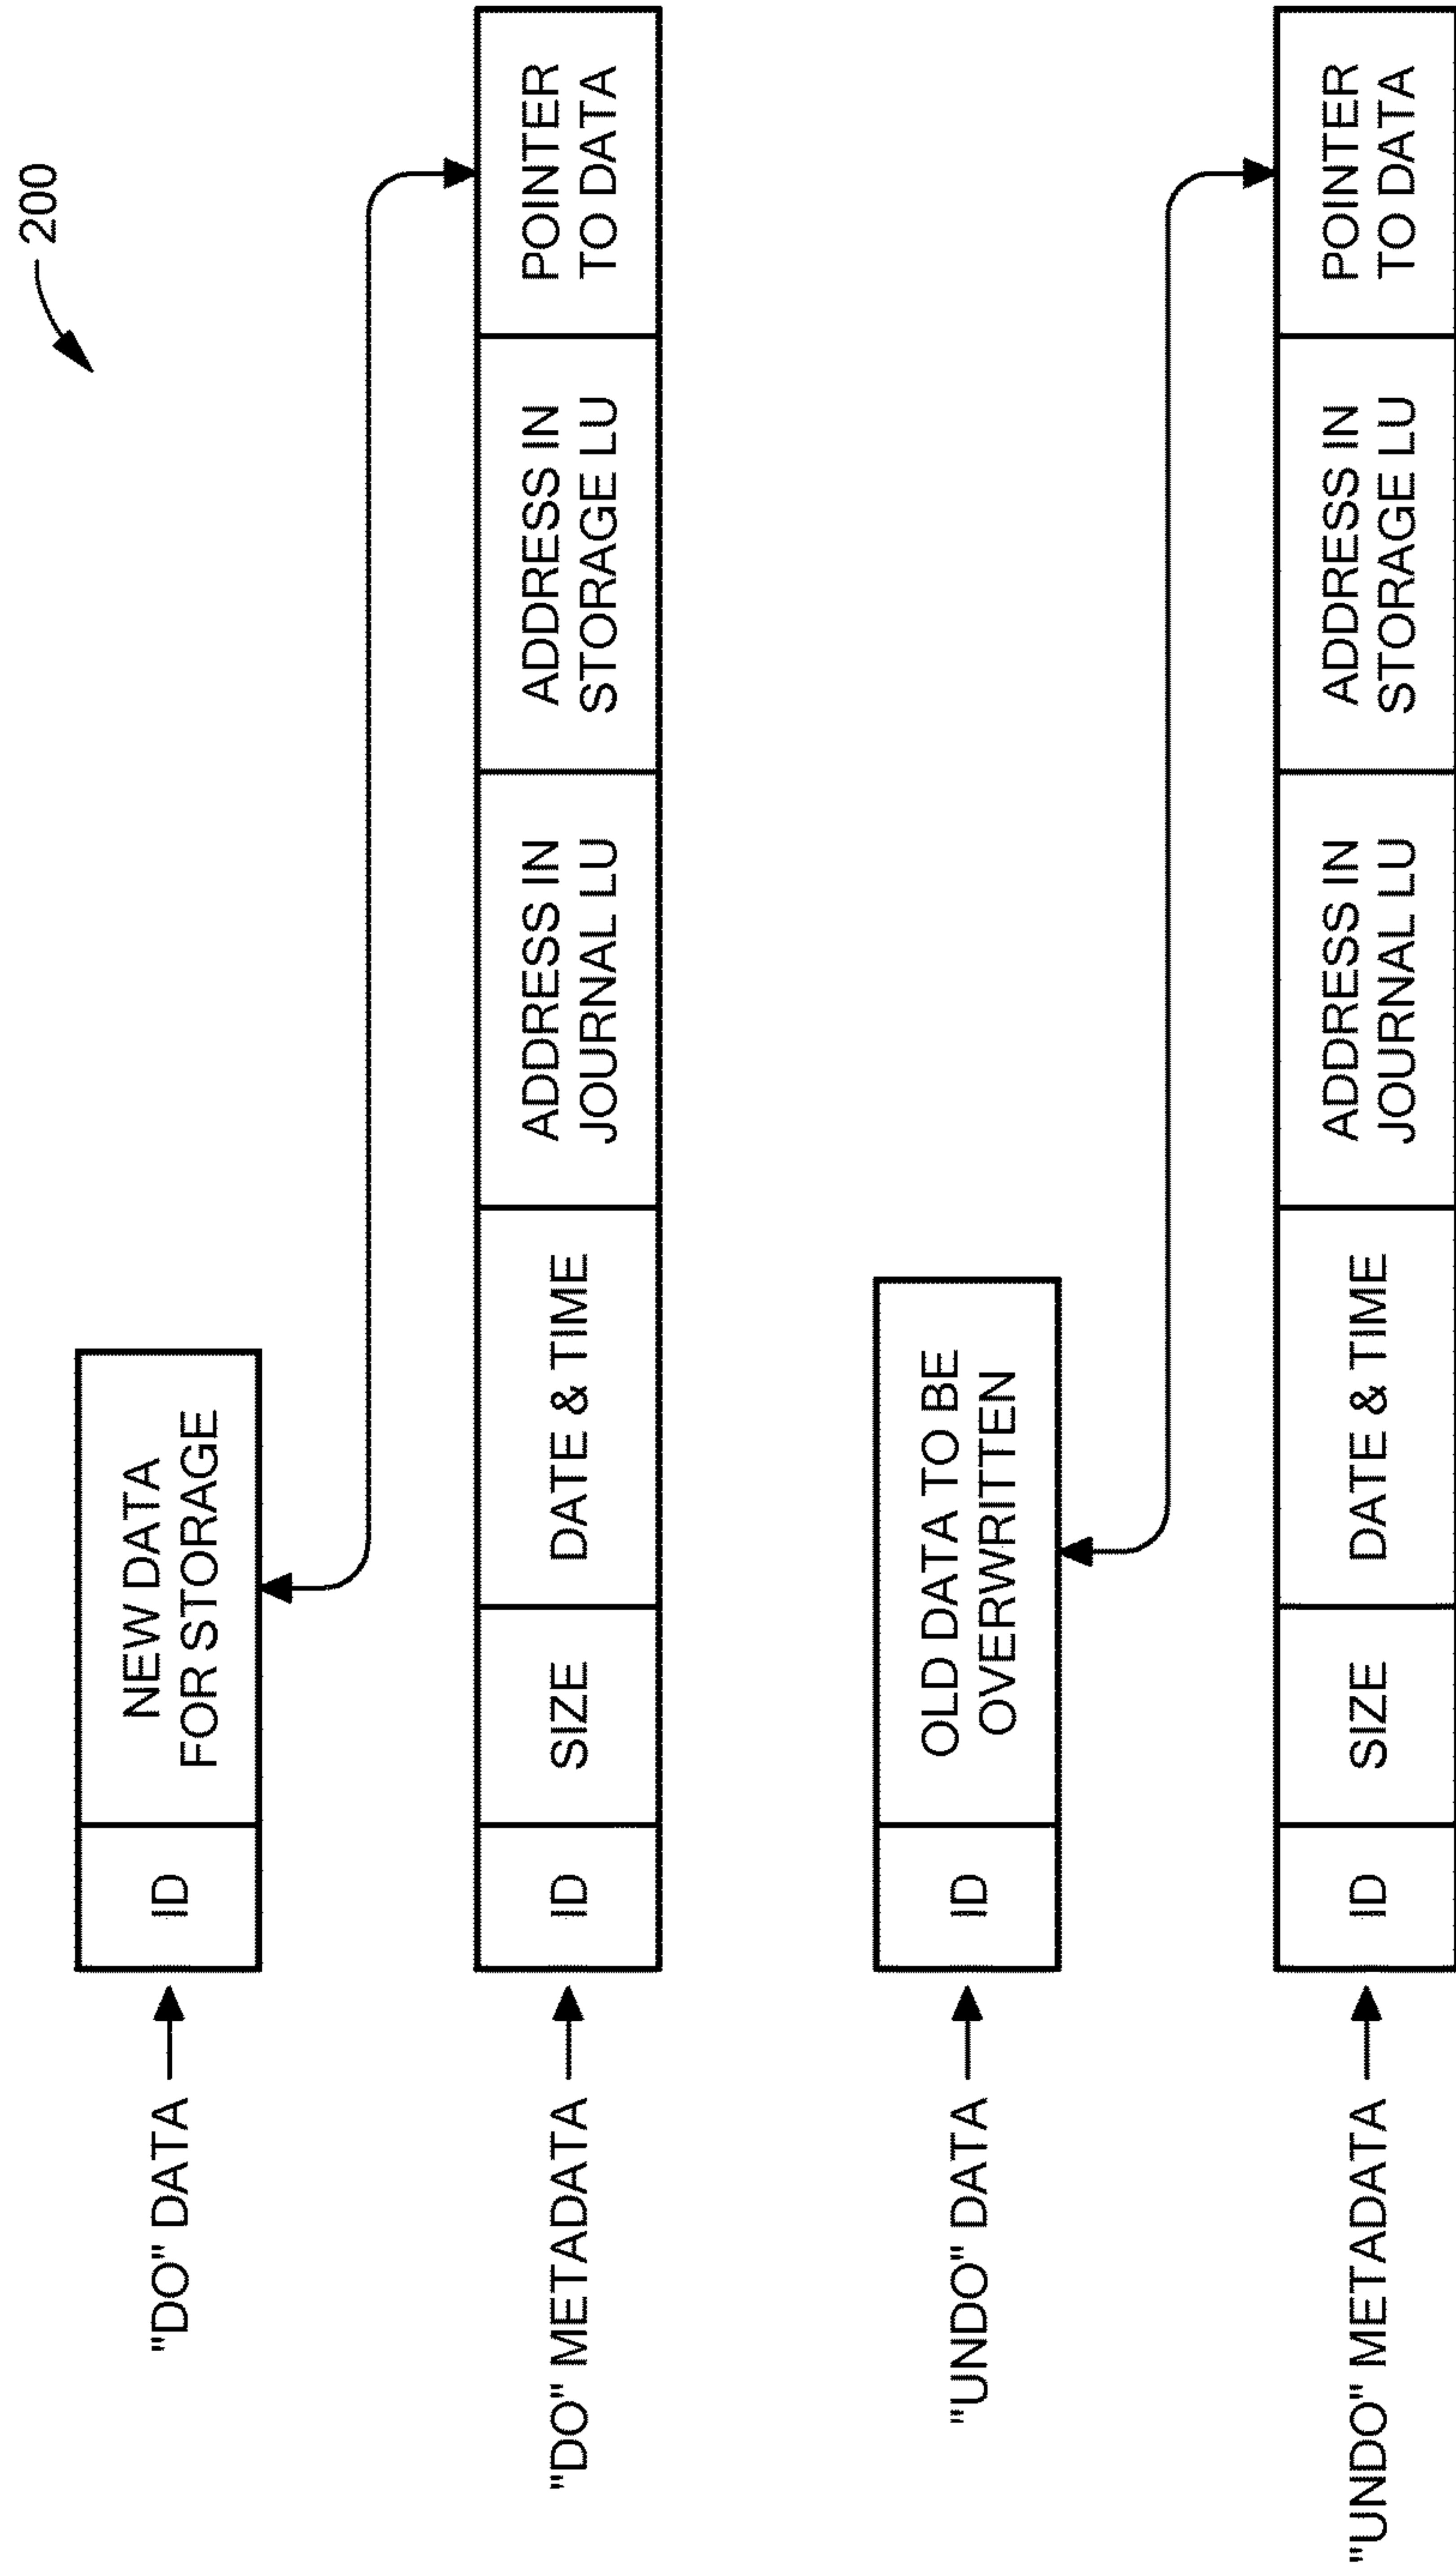 200
"DO" DATA
ID
NEW DATA
FOR STORAGE
"DO" METADATA
ID
SIZE
DATE & TIME
ADDRESS IN
JOURNAL LU
ADDRESS IN
STORAGE LU
POINTER
TO DATA
"UNDO" DATA
ID
OLD DATA TO BE
OVERWRITTEN
"UNDO" METADATA
ID
SIZE
DATE & TIME
ADDRESS IN
JOURNAL LU
ADDRESS IN
STORAGE LU
POINTER
TO DATA